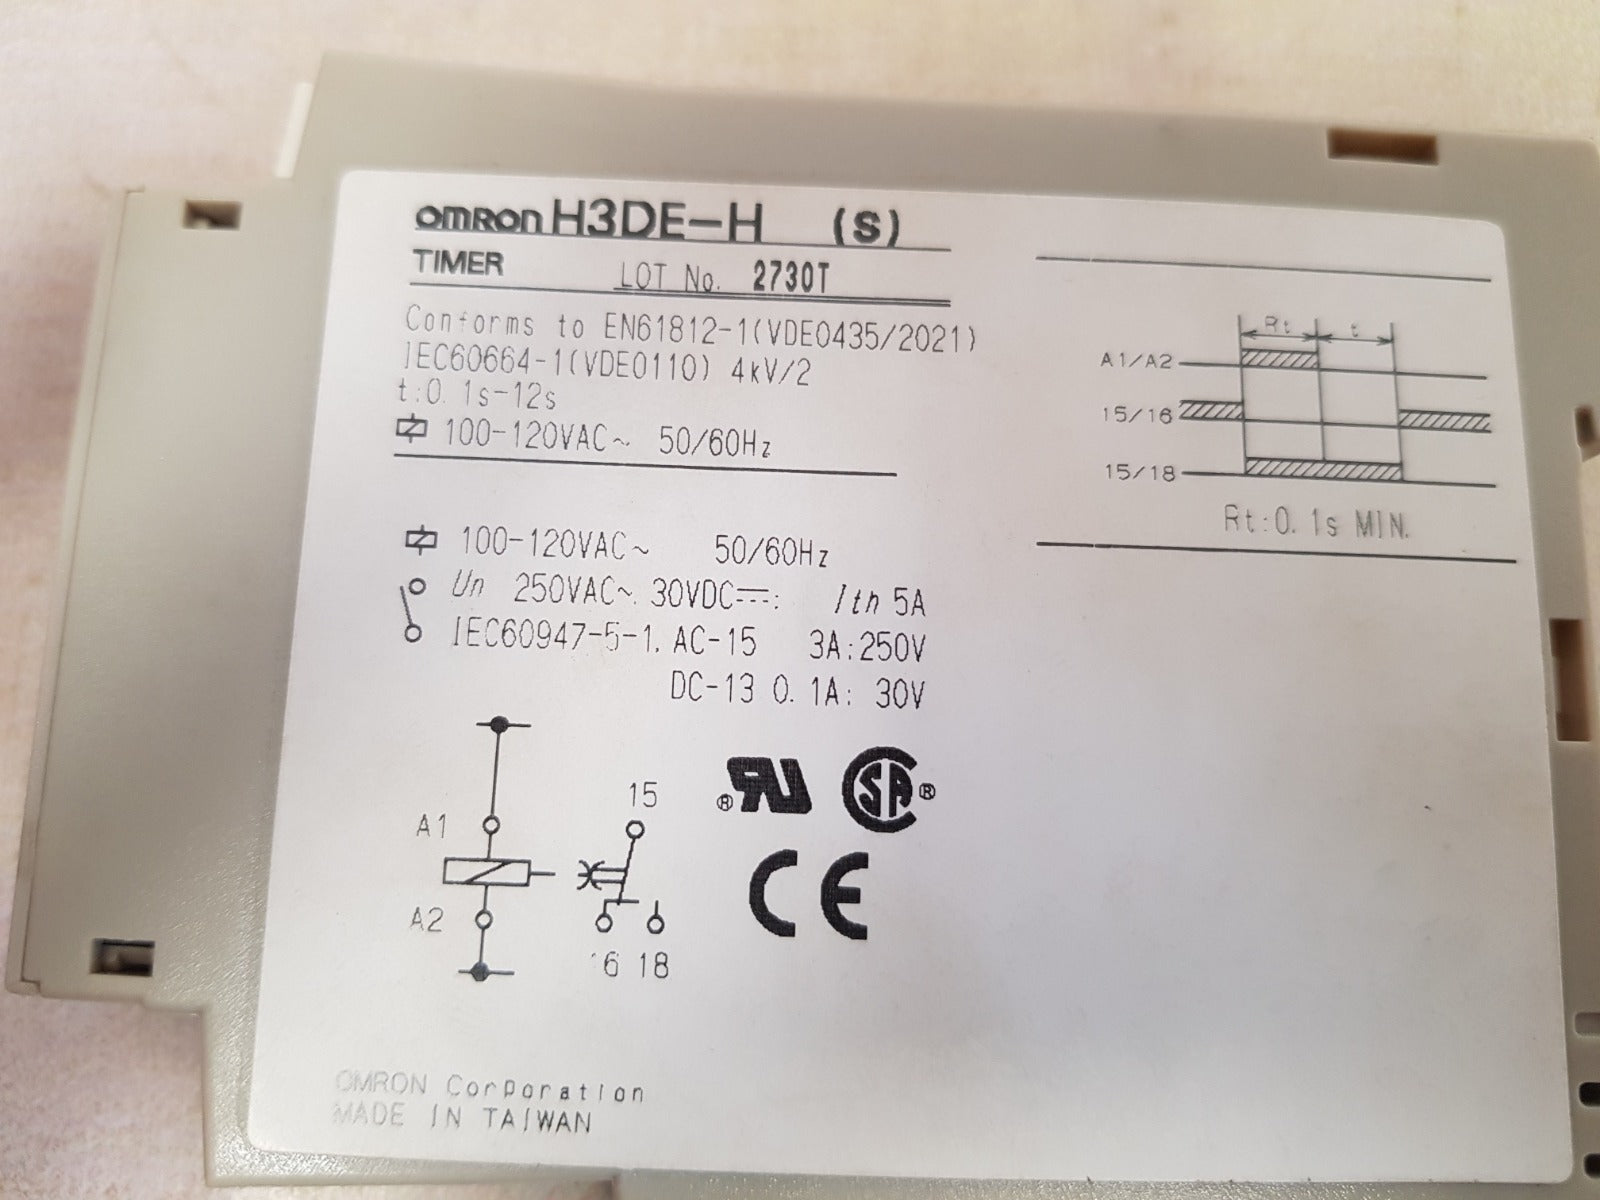 omron H3DE-H (S)
TIMER LOT No. 2730T
Conforms to EN61812-1(VDE0435/2021)
IEC60664-1(VDE0110) 4kV/2
t:0.1s-12s
100-120VAC~ 50/60Hz
100-120VAC~ 50/60Hz
Un 250VAC~. 30VDC⎓: Ith 5A
IEC60947-5-1. AC-15 3A:250V
DC-13 0.1A: 30V
A1
A2
15
16 18
RU ®
CSA ®
CE
OMRON Corporation
MADE IN TAIWAN
Rt t
A1/A2
15/16
15/18
Rt:0.1s MIN.